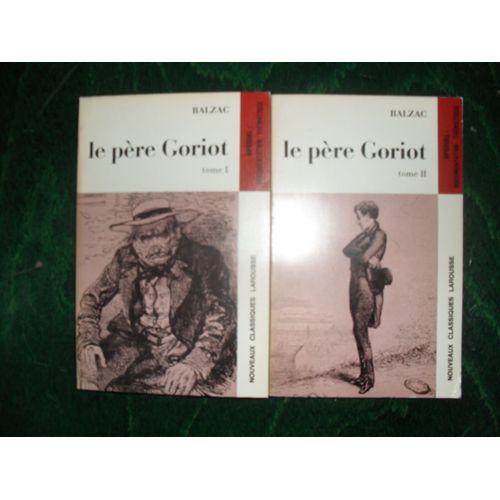 BALZAC
le père Goriot
tome I
NOUVEAUX CLASSIQUES LAROUSSE
BALZAC
le père Goriot
tome II
NOUVEAUX CLASSIQUES LAROUSSE